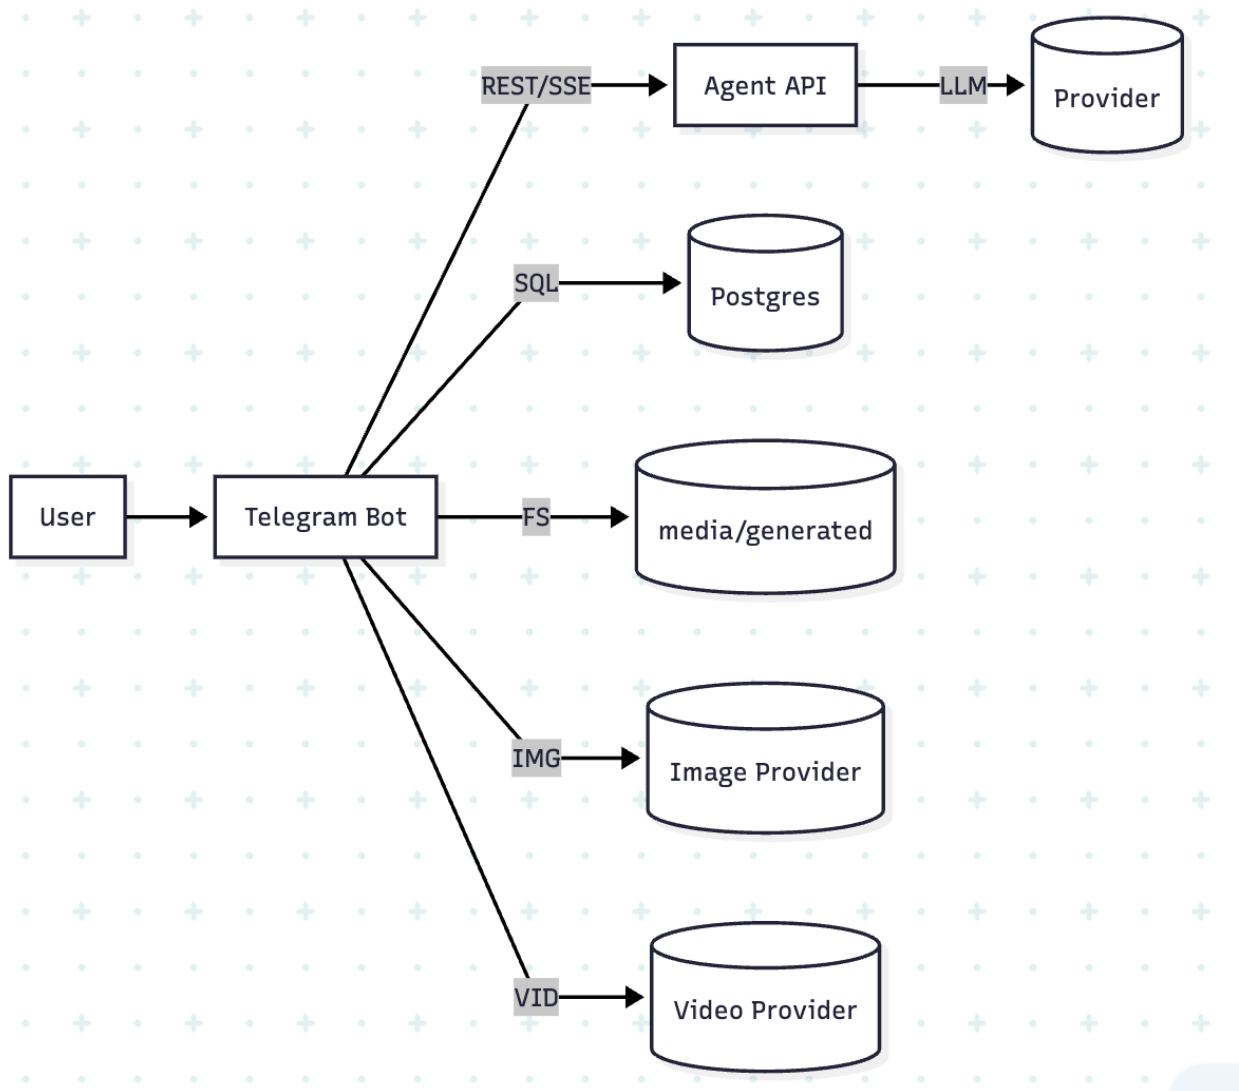 REST/SSE
Agent API
LLM
Provider
SQL
Postgres
User
Telegram Bot
FS
media/generated
IMG
Image Provider
VID
Video Provider